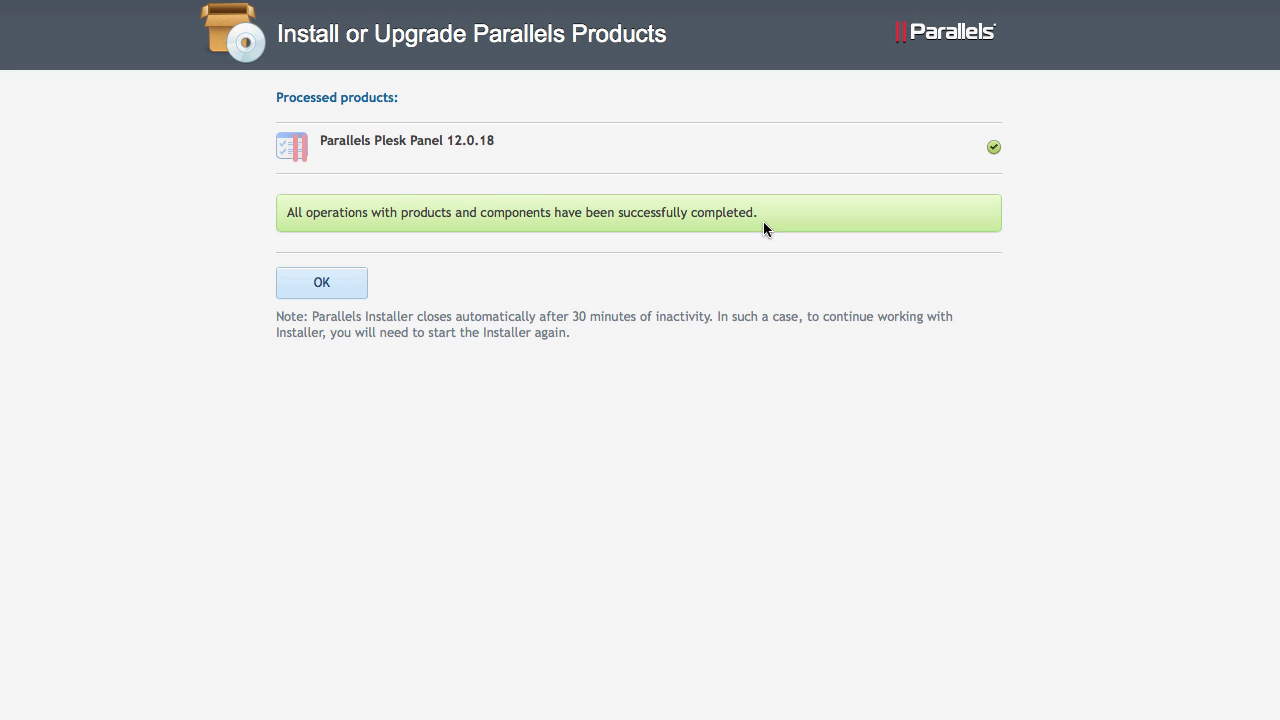 Install or Upgrade Parallels Products
Parallels
Processed products:
Parallels Plesk Panel 12.0.18
All operations with products and components have been successfully completed.
OK
Note: Parallels Installer closes automatically after 30 minutes of inactivity. In such a case, to continue working with
Installer, you will need to start the Installer again.